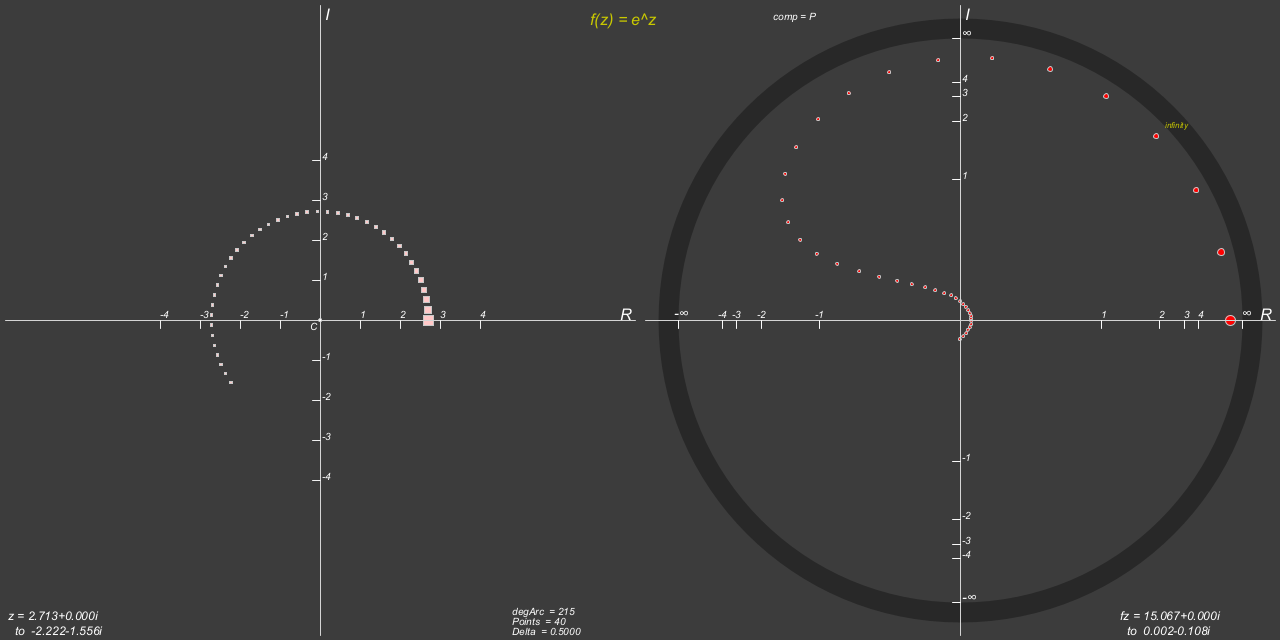 I
f(z) = e^z
comp = P
I
∞
4
3
2
1
infinity
4
3
2
1
-4 -3 -2 -1 1 2 3 4 R
C
-∞ -4 -3 -2 -1 1 2 3 4 ∞ R
-1
-2
-3
-4
-1
-2
-3
-4
-∞
z = 2.713+0.000i
to -2.222-1.556i
degArc = 215
Points = 40
Delta = 0.5000
fz = 15.067+0.000i
to 0.002-0.108i